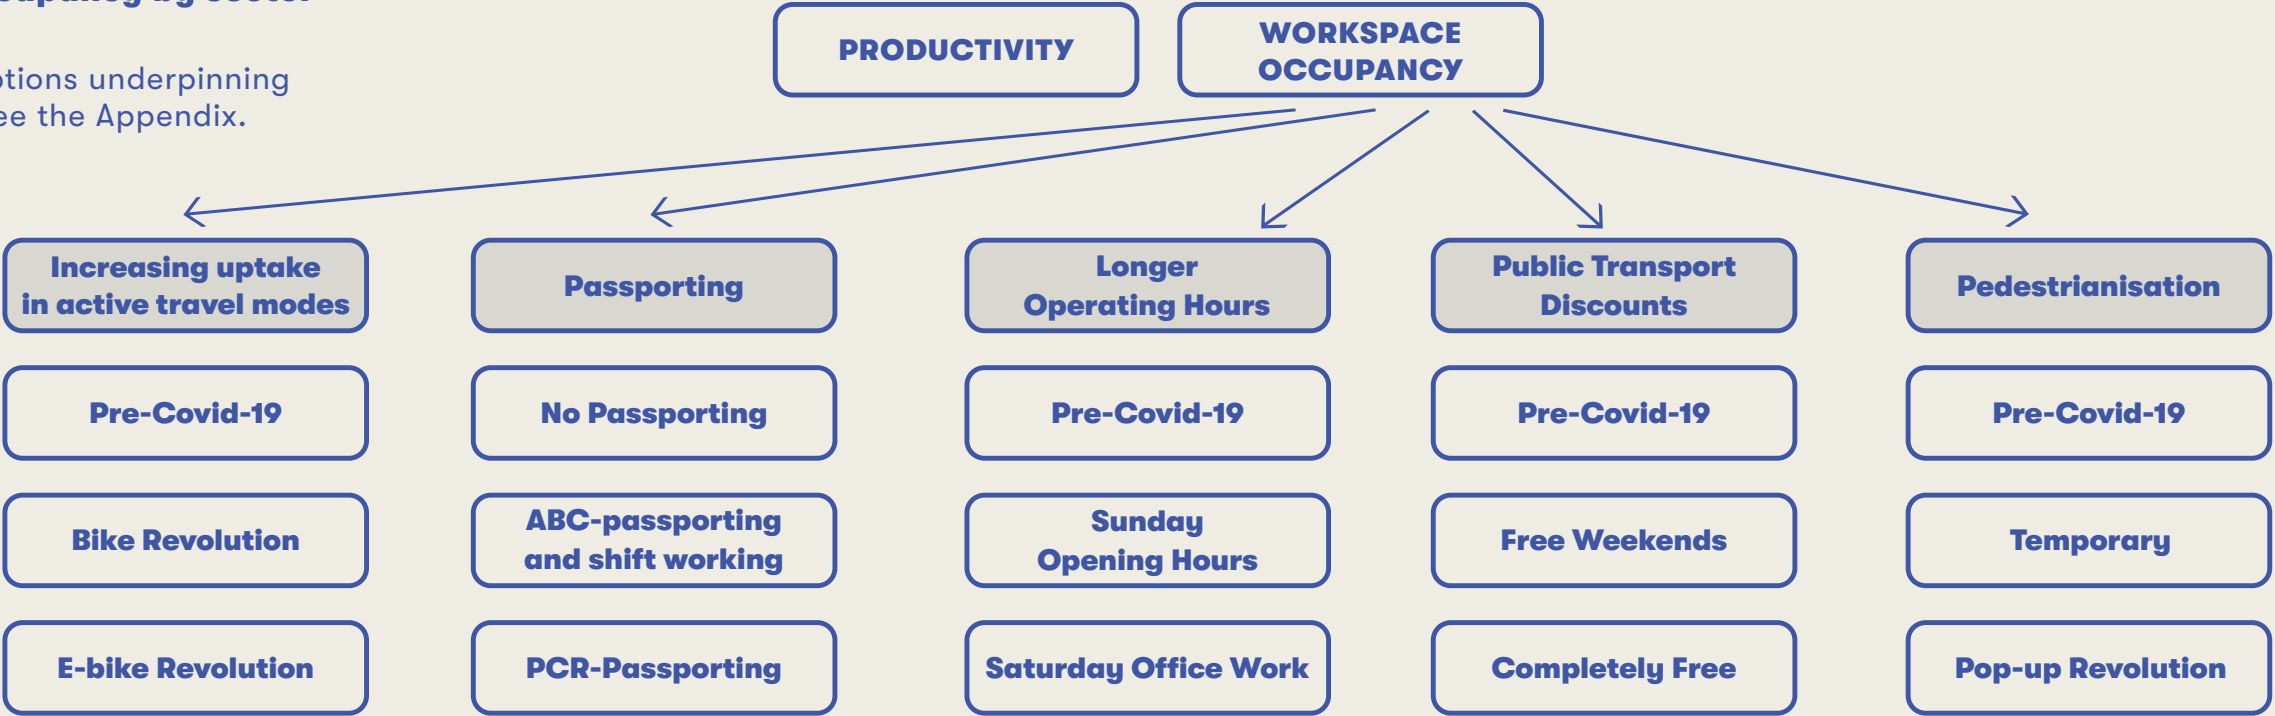 by sector
underpinning
the Appendix.
PRODUCTIVITY
WORKSPACE
OCCUPANCY
Increasing uptake
in active travel modes
Passporting
Longer
Operating Hours
Public Transport
Discounts
Pedestrianisation
Pre-Covid-19
No Passporting
Pre-Covid-19
Pre-Covid-19
Pre-Covid-19
Bike Revolution
ABC-passporting
and shift working
Sunday
Opening Hours
Free Weekends
Temporary
E-bike Revolution
PCR-Passporting
Saturday Office Work
Completely Free
Pop-up Revolution